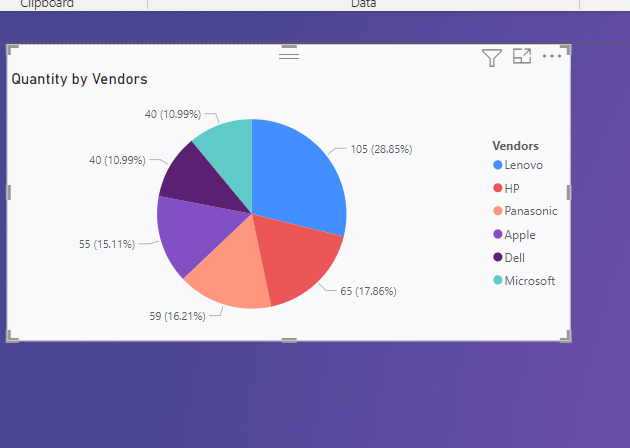 Clipboard
Data
Quantity by Vendors
40 (10.99%)
105 (28.85%)
40 (10.99%)
55 (15.11%)
65 (17.86%)
59 (16.21%)
Vendors
Lenovo
HP
Panasonic
Apple
Dell
Microsoft